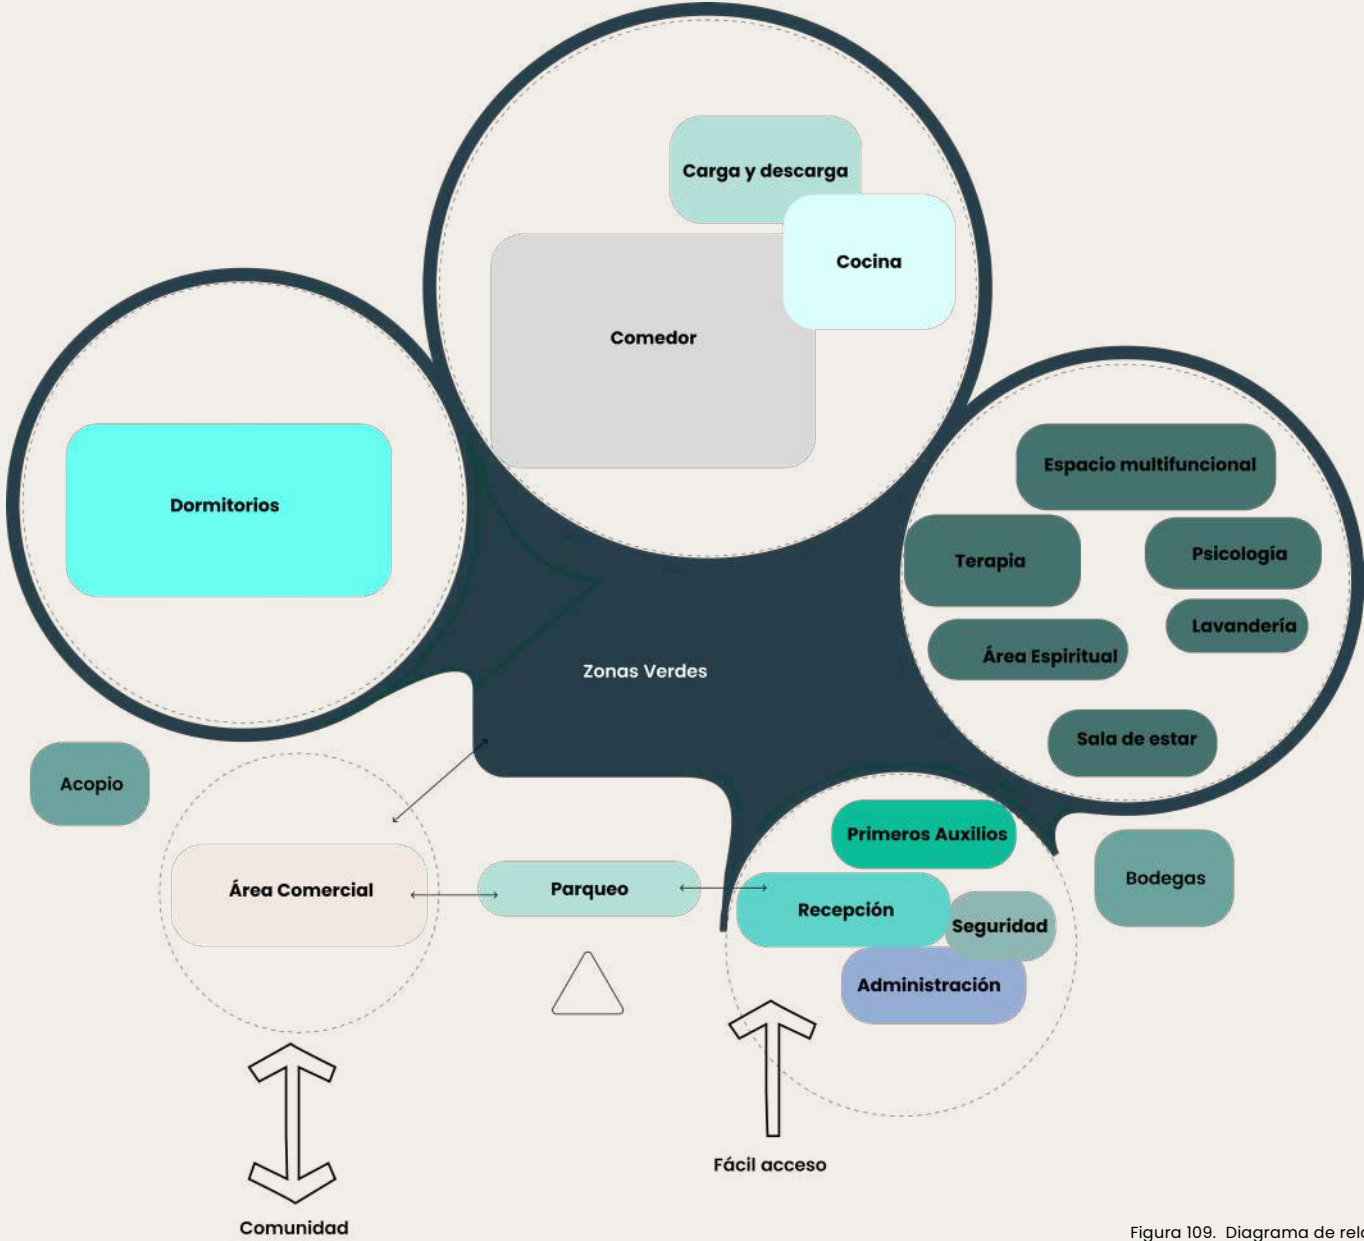 Carga y descarga
Cocina
Comedor
Dormitorios
Espacio multifuncional
Terapia
Psicología
Lavandería
Área Espiritual
Zonas Verdes
Sala de estar
Acopio
Primeros Auxilios
Área Comercial
Parqueo
Recepción
Seguridad
Bodegas
Administración
Fácil acceso
Comunidad
Figura 109. Diagrama de